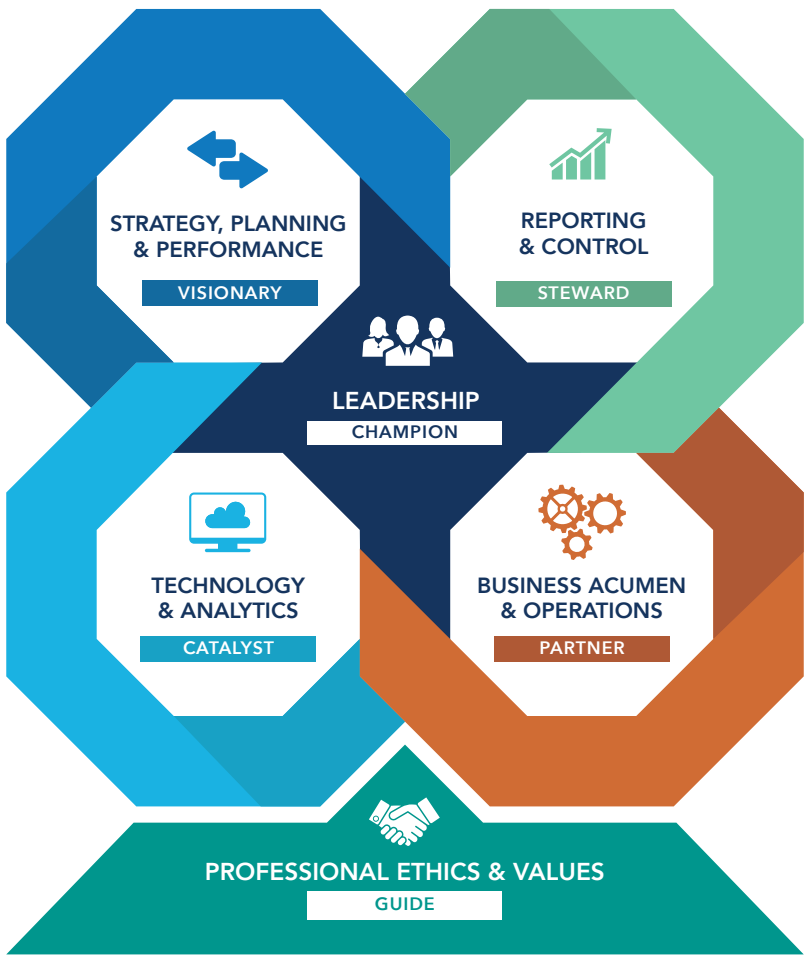 STRATEGY, PLANNING
& PERFORMANCE
VISIONARY
REPORTING
& CONTROL
STEWARD
LEADERSHIP
CHAMPION
TECHNOLOGY
& ANALYTICS
CATALYST
BUSINESS ACUMEN
& OPERATIONS
PARTNER
PROFESSIONAL ETHICS & VALUES
GUIDE